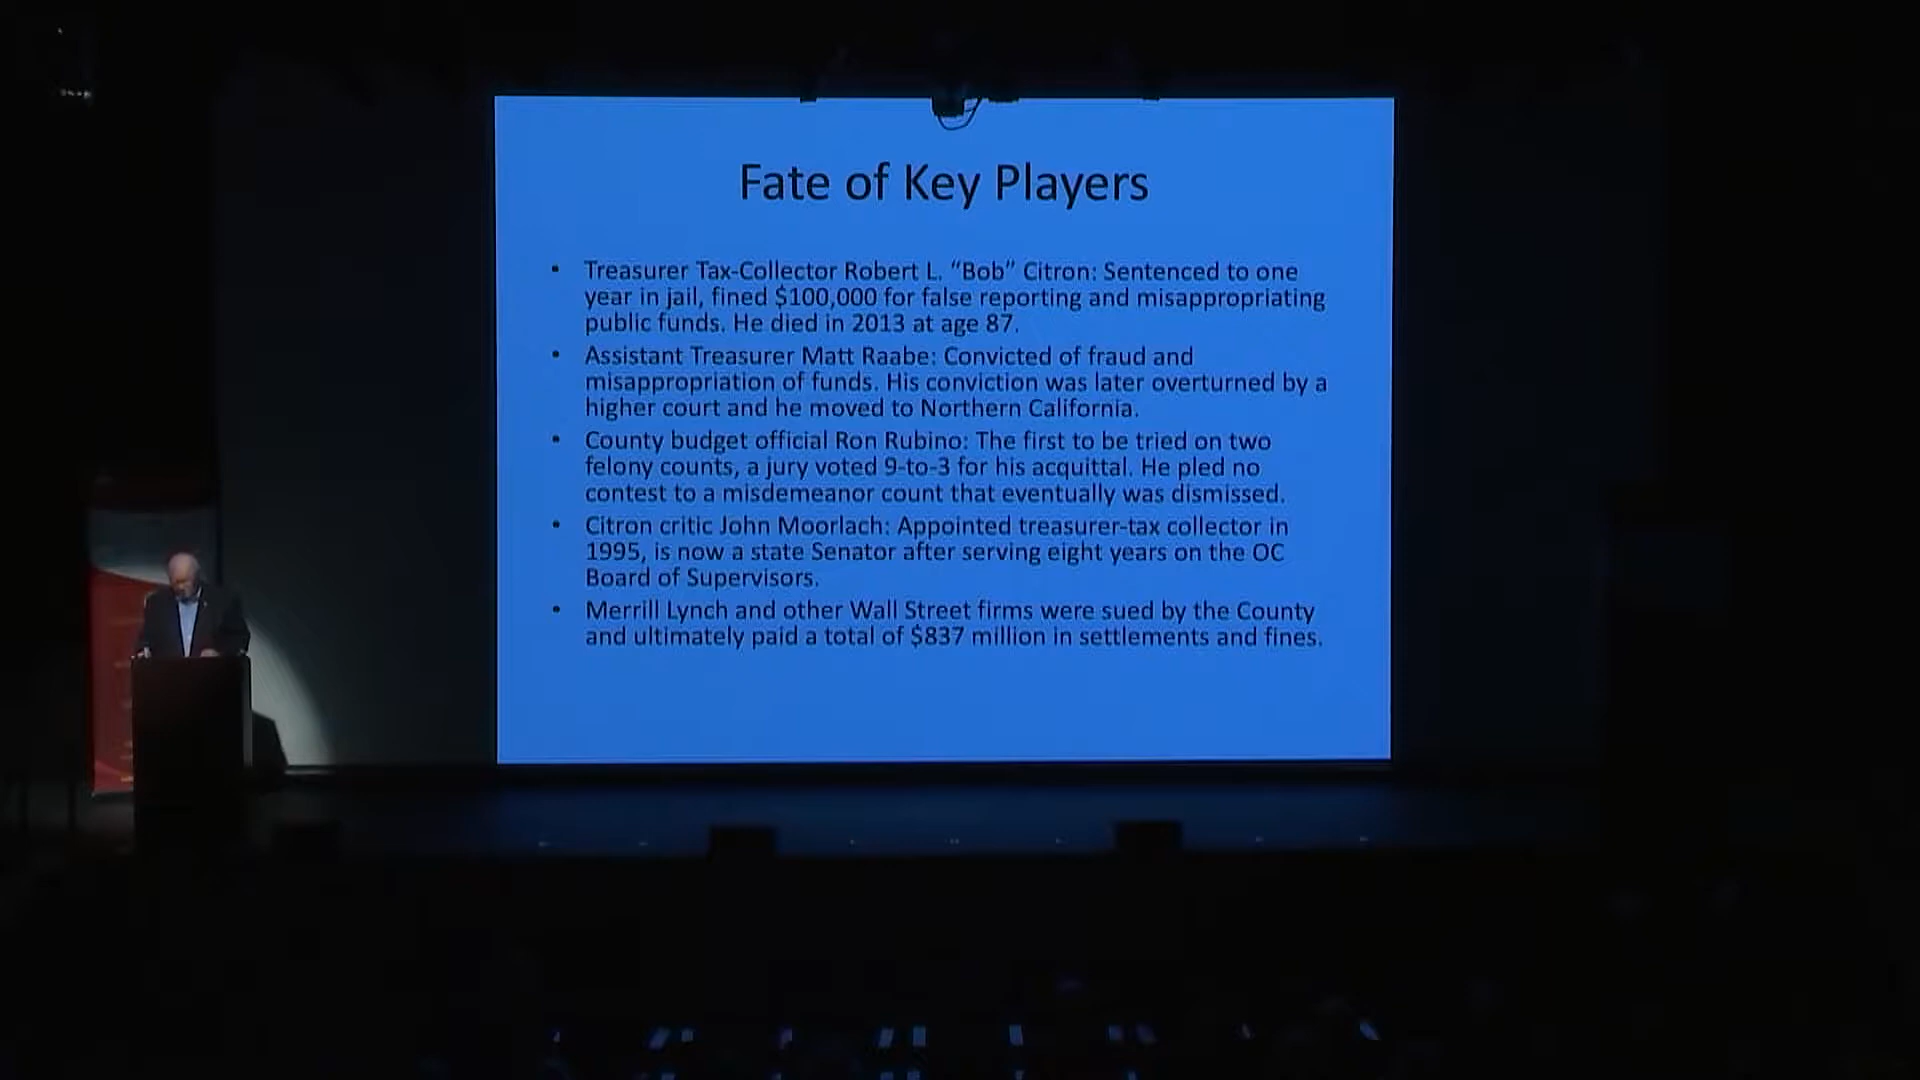 Fate of Key Players
• Treasurer Tax-Collector Robert L. “Bob” Citron: Sentenced to one
year in jail, fined $100,000 for false reporting and misappropriating
public funds. He died in 2013 at age 87.
• Assistant Treasurer Matt Raabe: Convicted of fraud and
misappropriation of funds. His conviction was later overturned by a
higher court and he moved to Northern California.
• County budget official Ron Rubino: The first to be tried on two
felony counts, a jury voted 9-to-3 for his acquittal. He pled no
contest to a misdemeanor count that eventually was dismissed.
• Citron critic John Moorlach: Appointed treasurer-tax collector in
1995, is now a state Senator after serving eight years on the OC
Board of Supervisors.
• Merrill Lynch and other Wall Street firms were sued by the County
and ultimately paid a total of $837 million in settlements and fines.